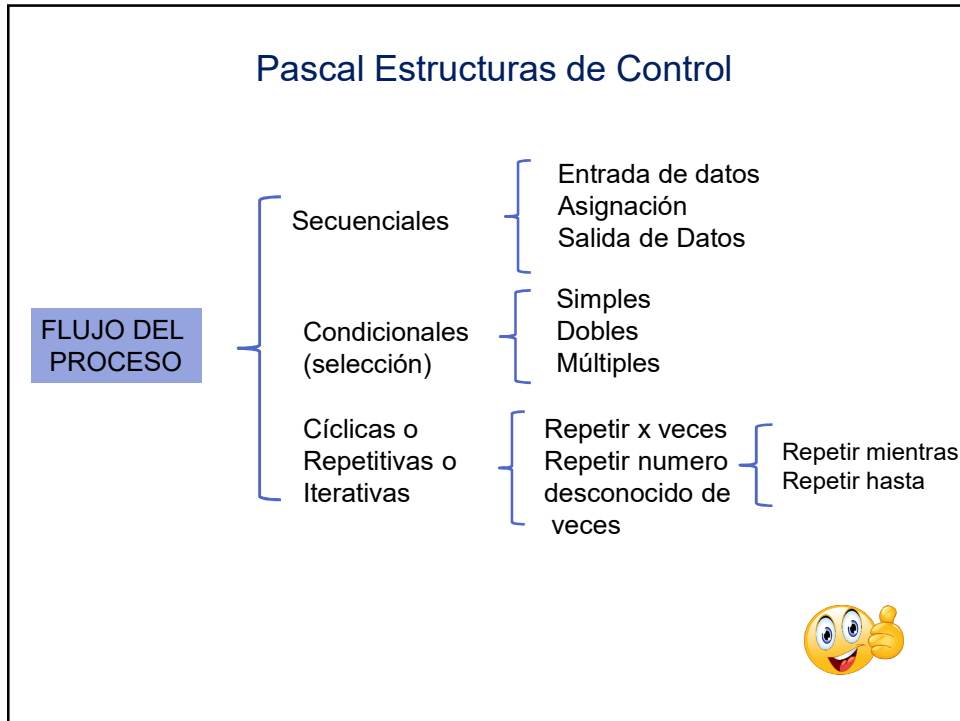 Pascal Estructuras de Control
FLUJO DEL
PROCESO
Secuenciales
Entrada de datos
Asignación
Salida de Datos
Condicionales
(selección)
Simples
Dobles
Múltiples
Cíclicas o
Repetitivas o
Iterativas
Repetir x veces
Repetir numero
desconocido de
veces
Repetir mientras
Repetir hasta